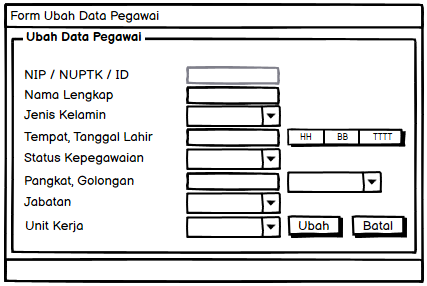 Form Ubah Data Pegawai
Ubah Data Pegawai
NIP / NUPTK / ID
Nama Lengkap
Jenis Kelamin
Tempat, Tanggal Lahir HH BB TTTT
Status Kepegawaian
Pangkat, Golongan
Jabatan
Unit Kerja Ubah Batal